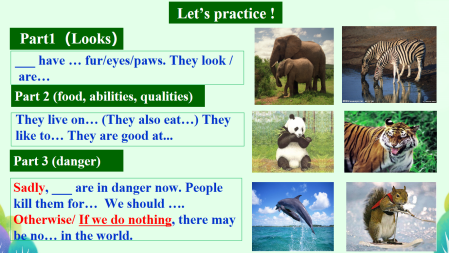 Let's practice !
Part1（Looks）
___ have … fur/eyes/paws. They look /
are…
Part 2 (food, abilities, qualities)
They live on… (They also eat…) They
like to… They are good at...
Part 3 (danger)
Sadly, ___ are in danger now. People
kill them for… We should ….
Otherwise/ If we do nothing, there may
be no… in the world.